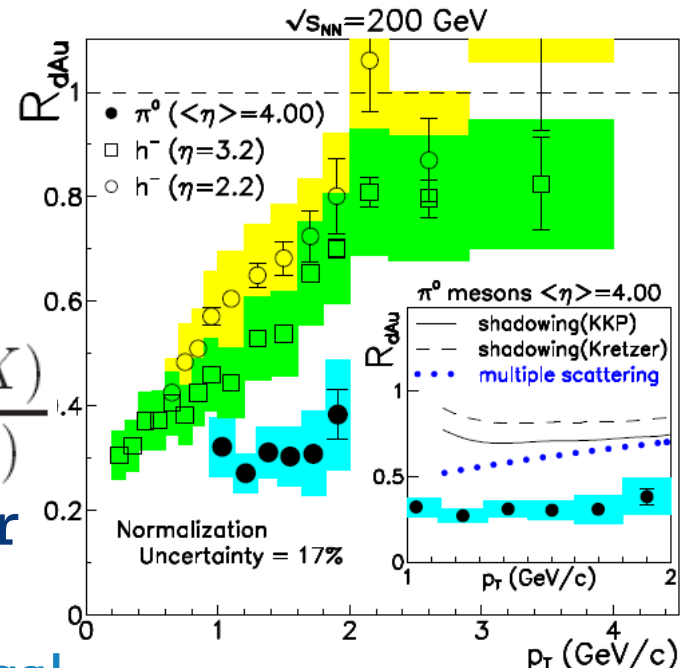 √s_NN=200 GeV
R_dAu
1
0.8
0.6
.4
0.2
0
● π⁰ (<η>=4.00)
□ h⁻ (η=3.2)
○ h⁻ (η=2.2)
Normalization
Uncertainty = 17%
0 1 2 3 4
p_T (GeV/c)
π⁰ mesons <η>=4.00
shadowing(KKP)
shadowing(Kretzer)
multiple scattering
R_dAu
1
0.5
0
1 2
p_T (GeV/c)
)
)
r